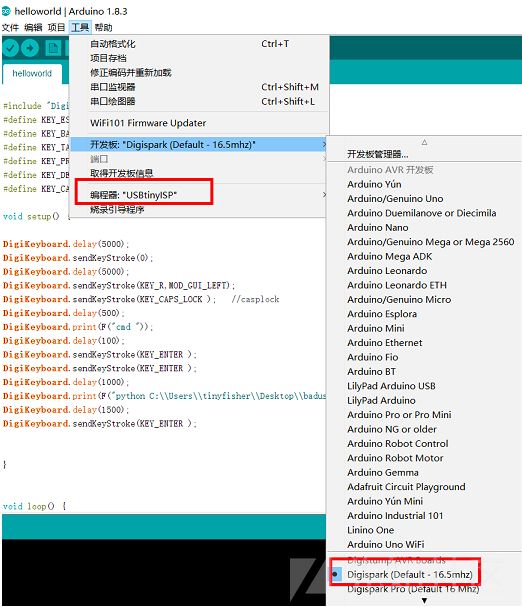 helloworld | Arduino 1.8.3
文件 编辑 项目 工具 帮助
helloworld
自动格式化 Ctrl+T
项目存档
修正编码并重新加载
串口监视器 Ctrl+Shift+M
串口绘图器 Ctrl+Shift+L
WiFi101 Firmware Updater
开发板: "Digispark (Default - 16.5mhz)"
端口
取得开发板信息
编程器: "USBtinyISP"
烧录引导程序
#include "Digi
#define KEY_ES
#define KEY_BA
#define KEY_TA
#define KEY_PR
#define KEY_DE
#define KEY_CA
void setup() {
DigiKeyboard.delay(5000);
DigiKeyboard.sendKeyStroke(0);
DigiKeyboard.delay(5000);
DigiKeyboard.sendKeyStroke(KEY_R,MOD_GUI_LEFT);
DigiKeyboard.sendKeyStroke(KEY_CAPS_LOCK ); //casplock
DigiKeyboard.delay(500);
DigiKeyboard.print(F("cmd "));
DigiKeyboard.delay(100);
DigiKeyboard.sendKeyStroke(KEY_ENTER );
DigiKeyboard.sendKeyStroke(KEY_ENTER );
DigiKeyboard.delay(1000);
DigiKeyboard.print(F("python C:\\Users\\tinyfisher\\Desktop\\badus
DigiKeyboard.delay(1500);
DigiKeyboard.sendKeyStroke(KEY_ENTER );
}
void loop() {
开发板管理器...
Arduino AVR 开发板
Arduino Yún
Arduino/Genuino Uno
Arduino Duemilanove or Diecimila
Arduino Nano
Arduino/Genuino Mega or Mega 2560
Arduino Mega ADK
Arduino Leonardo
Arduino Leonardo ETH
Arduino/Genuino Micro
Arduino Esplora
Arduino Mini
Arduino Ethernet
Arduino Fio
Arduino BT
LilyPad Arduino USB
LilyPad Arduino
Arduino Pro or Pro Mini
Arduino NG or older
Arduino Robot Control
Arduino Robot Motor
Arduino Gemma
Adafruit Circuit Playground
Arduino Yún Mini
Arduino Industrial 101
Linino One
Arduino Uno WiFi
Digistump AVR Boards
Digispark (Default - 16.5mhz)
Digispark Pro (Default 16 Mhz)